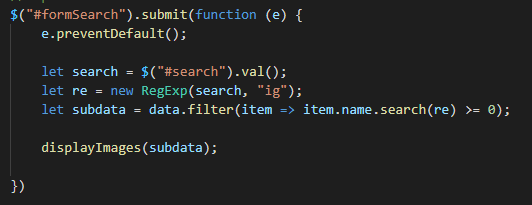 $("#formSearch").submit(function (e) {
    e.preventDefault();

    let search = $("#search").val();
    let re = new RegExp(search, "ig");
    let subdata = data.filter(item => item.name.search(re) >= 0);

    displayImages(subdata);

})